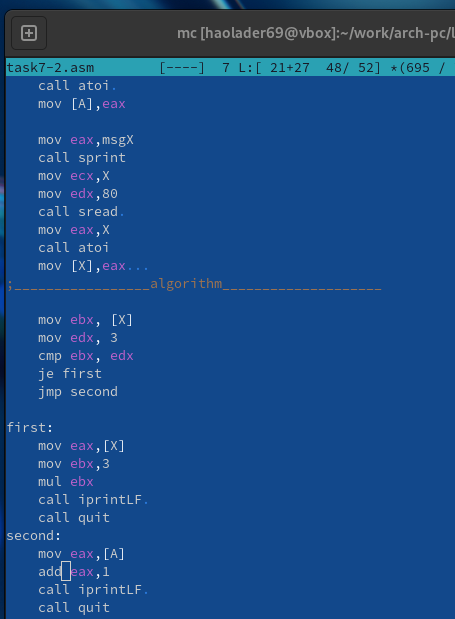 mc [haolader69@vbox]:~/work/arch-pc/l
task7-2.asm [----] 7 L:[ 21+27 48/ 52] *(695 /
call atoi.
mov [A],eax
mov eax,msgX
call sprint
mov ecx,X
mov edx,80
call sread.
mov eax,X
call atoi
mov [X],eax...
;_________________algorithm____________________
mov ebx, [X]
mov edx, 3
cmp ebx, edx
je first
jmp second
first:
mov eax,[X]
mov ebx,3
mul ebx
call iprintLF.
call quit
second:
mov eax,[A]
add eax,1
call iprintLF.
call quit